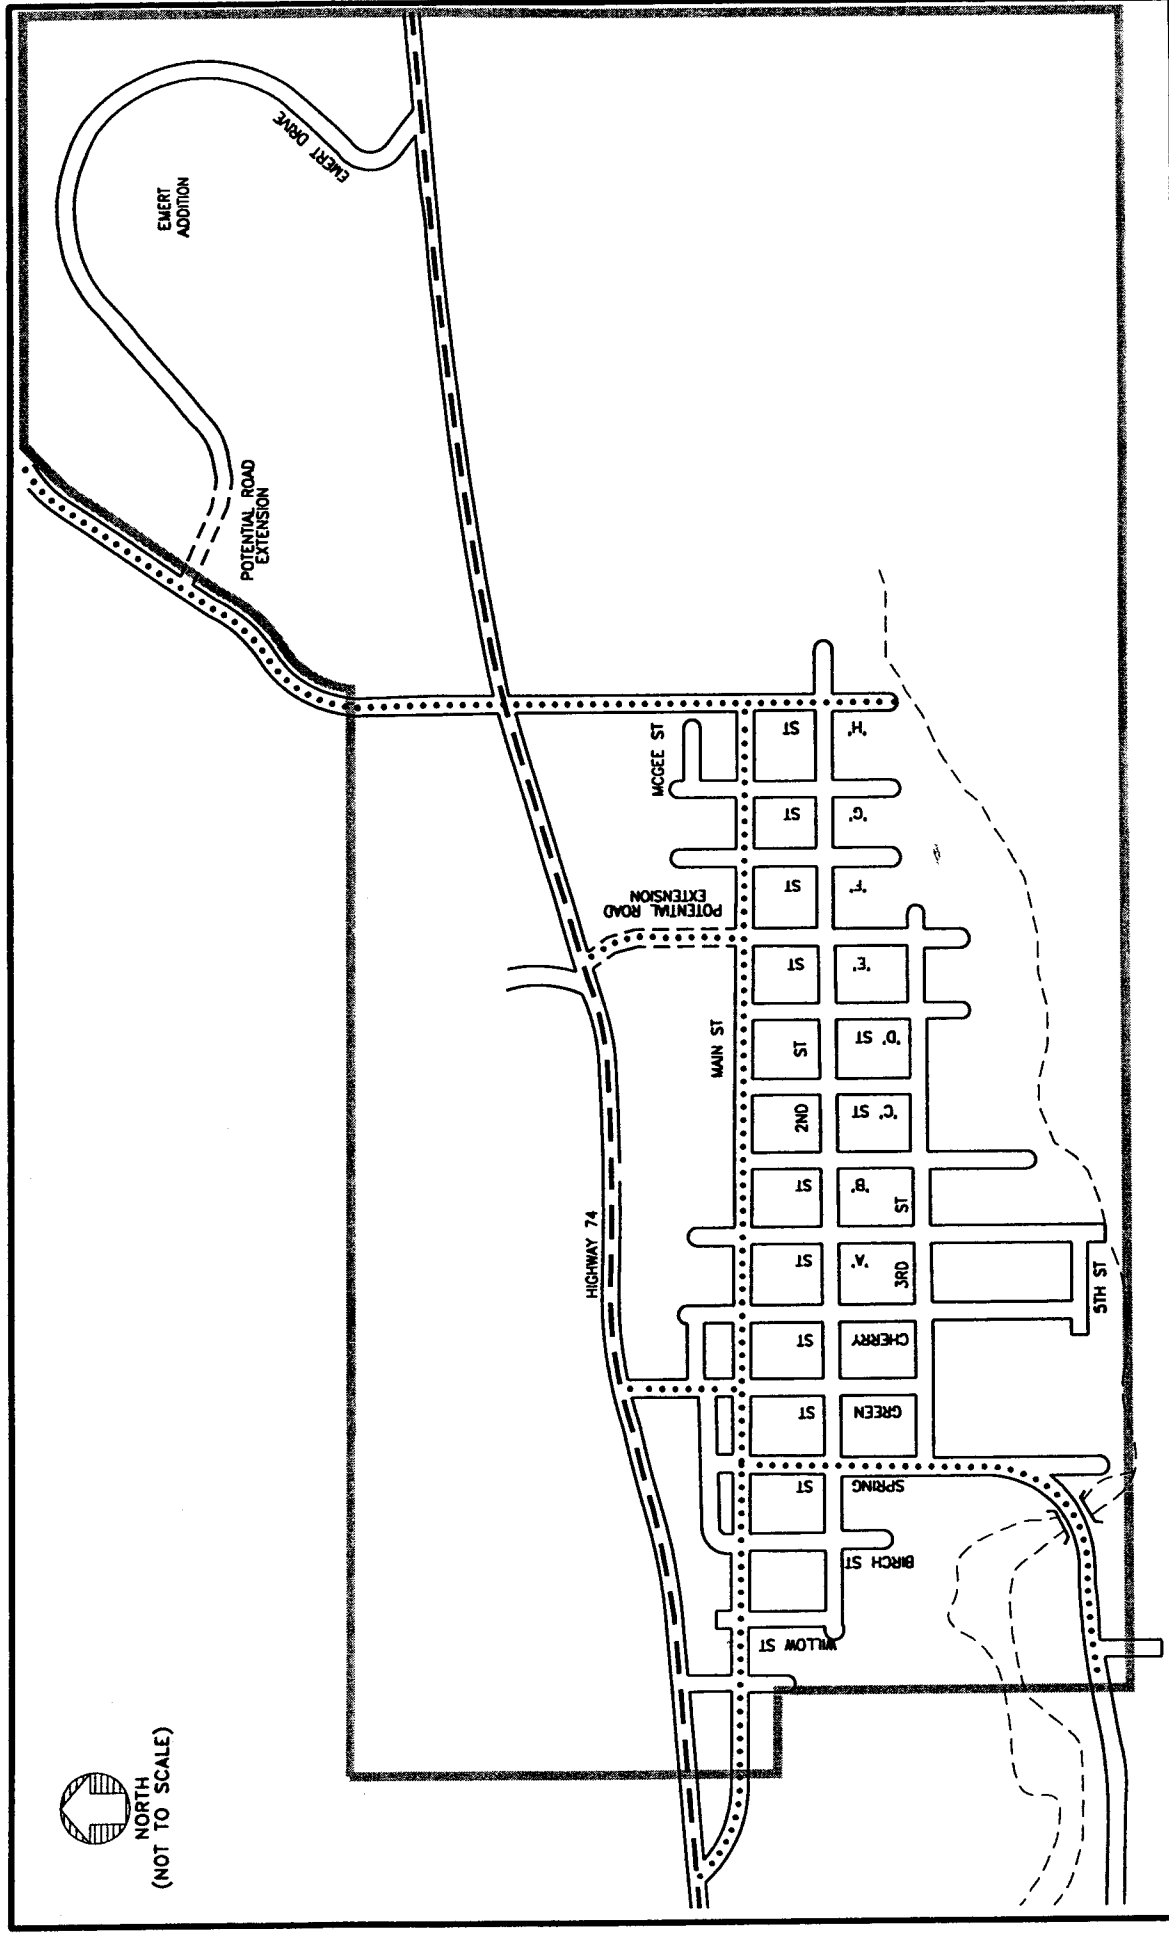 EMERT DRIVE
EMERT
ADDITION
POTENTIAL ROAD
EXTENSION
MCGEE ST
'H' ST
'G' ST
'F' ST
POTENTIAL ROAD
EXTENSION
'E' ST
MAIN ST
'D' ST
2ND ST
'C' ST
HIGHWAY 74
'B' ST
'A' ST
3RD ST
5TH ST
CHERRY ST
GREEN ST
SPRING ST
BIRCH ST
WILLOW ST
NORTH
(NOT TO SCALE)